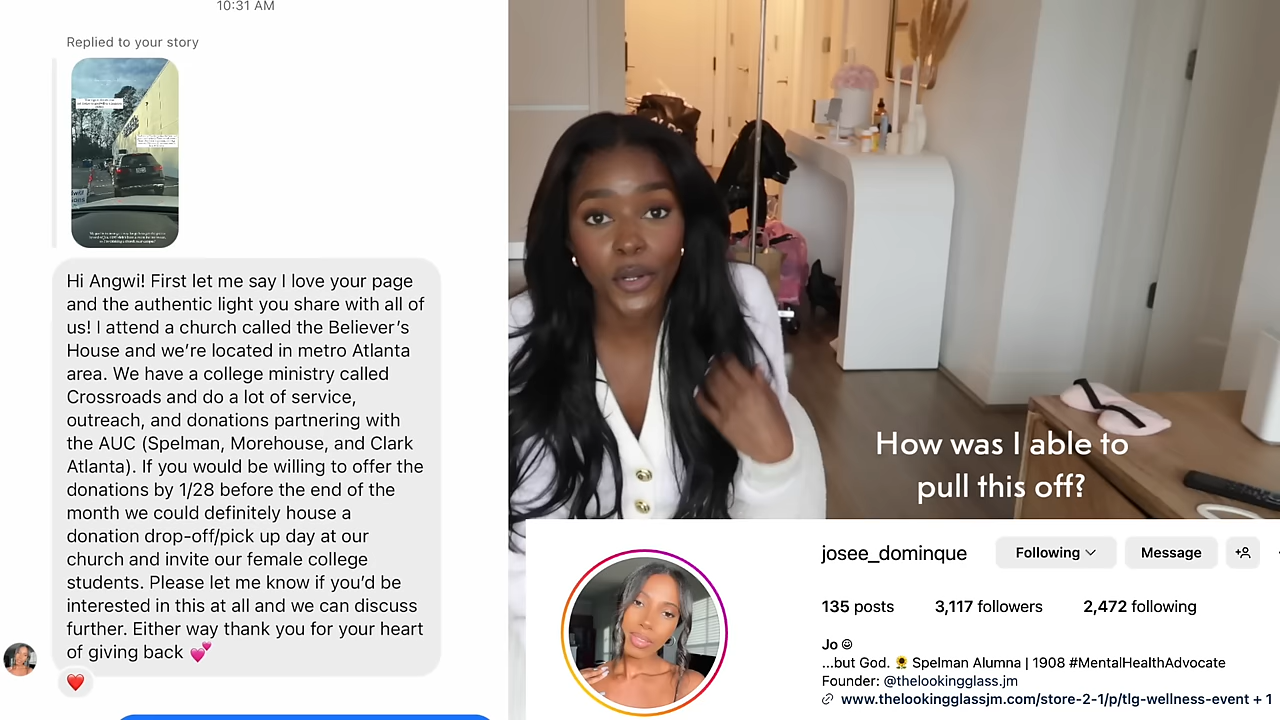 10:31 AM
Replied to your story
Hi Angwi! First let me say I love your page
and the authentic light you share with all of
us! I attend a church called the Believer’s
House and we’re located in metro Atlanta
area. We have a college ministry called
Crossroads and do a lot of service,
outreach, and donations partnering with
the AUC (Spelman, Morehouse, and Clark
Atlanta). If you would be willing to offer the
donations by 1/28 before the end of the
month we could definitely house a
donation drop-off/pick up day at our
church and invite our female college
students. Please let me know if you’d be
interested in this at all and we can discuss
further. Either way thank you for your heart
of giving back 💕
How was I able to
pull this off?
josee_dominque
Following
Message
135 posts 3,117 followers 2,472 following
Jo ☺
...but God. 🌻 Spelman Alumna | 1908 #MentalHealthAdvocate
Founder: @thelookingglass.jm
www.thelookingglassjm.com/store-2-1/p/tlg-wellness-event + 1